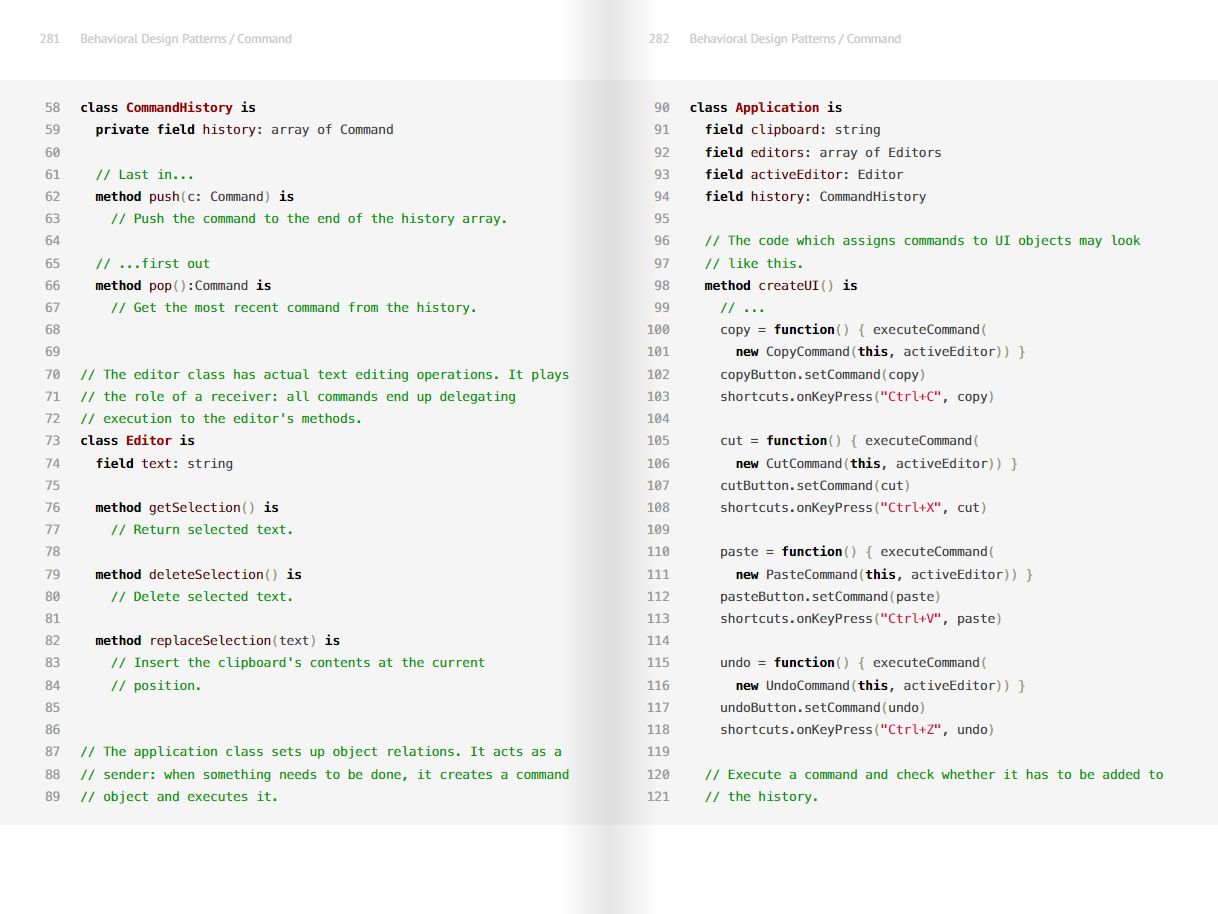 281 Behavioral Design Patterns / Command
58 class CommandHistory is
59 private field history: array of Command
60
61 // Last in...
62 method push(c: Command) is
63 // Push the command to the end of the history array.
64
65 // ...first out
66 method pop():Command is
67 // Get the most recent command from the history.
68
69
70 // The editor class has actual text editing operations. It plays
71 // the role of a receiver: all commands end up delegating
72 // execution to the editor's methods.
73 class Editor is
74 field text: string
75
76 method getSelection() is
77 // Return selected text.
78
79 method deleteSelection() is
80 // Delete selected text.
81
82 method replaceSelection(text) is
83 // Insert the clipboard's contents at the current
84 // position.
85
86
87 // The application class sets up object relations. It acts as a
88 // sender: when something needs to be done, it creates a command
89 // object and executes it.
282 Behavioral Design Patterns / Command
90 class Application is
91 field clipboard: string
92 field editors: array of Editors
93 field activeEditor: Editor
94 field history: CommandHistory
95
96 // The code which assigns commands to UI objects may look
97 // like this.
98 method createUI() is
99 // ...
100 copy = function() { executeCommand(
101 new CopyCommand(this, activeEditor)) }
102 copyButton.setCommand(copy)
103 shortcuts.onKeyPress("Ctrl+C", copy)
104
105 cut = function() { executeCommand(
106 new CutCommand(this, activeEditor)) }
107 cutButton.setCommand(cut)
108 shortcuts.onKeyPress("Ctrl+X", cut)
109
110 paste = function() { executeCommand(
111 new PasteCommand(this, activeEditor)) }
112 pasteButton.setCommand(paste)
113 shortcuts.onKeyPress("Ctrl+V", paste)
114
115 undo = function() { executeCommand(
116 new UndoCommand(this, activeEditor)) }
117 undoButton.setCommand(undo)
118 shortcuts.onKeyPress("Ctrl+Z", undo)
119
120 // Execute a command and check whether it has to be added to
121 // the history.